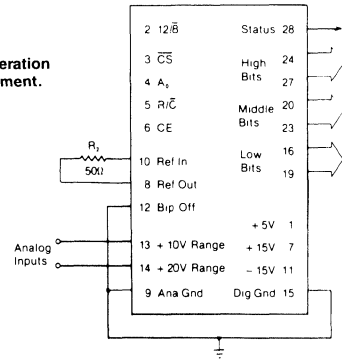 eration
ment.
2 12/B̅ Status 28
3 C̅S̅ 24
High
4 A₀ Bits 27
5 R/C̅ 20
Middle
6 CE Bits 23
R₂
50Ω
10 Ref In Low 16
Bits
8 Ref Out 19
12 Bip Off
+5V 1
Analog
Inputs
13 +10V Range +15V 7
14 +20V Range -15V 11
9 Ana Gnd Dig Gnd 15